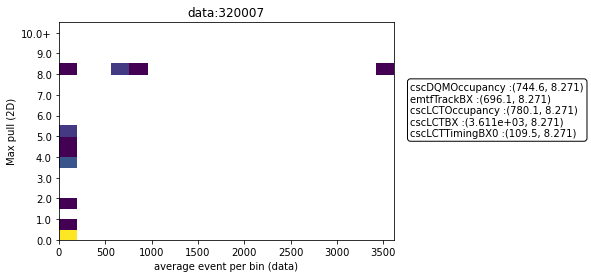 data:320007
10.0+
9.0
8.0
7.0
6.0
5.0
4.0
3.0
2.0
1.0
0.0
Max pull (2D)
0
500
1000
1500
2000
2500
3000
3500
average event per bin (data)
cscDQMOccupancy :(744.6, 8.271)
emtfTrackBX :(696.1, 8.271)
cscLCTOccupancy :(780.1, 8.271)
cscLCTBX :(3.611e+03, 8.271)
cscLCTTimingBX0 :(109.5, 8.271)